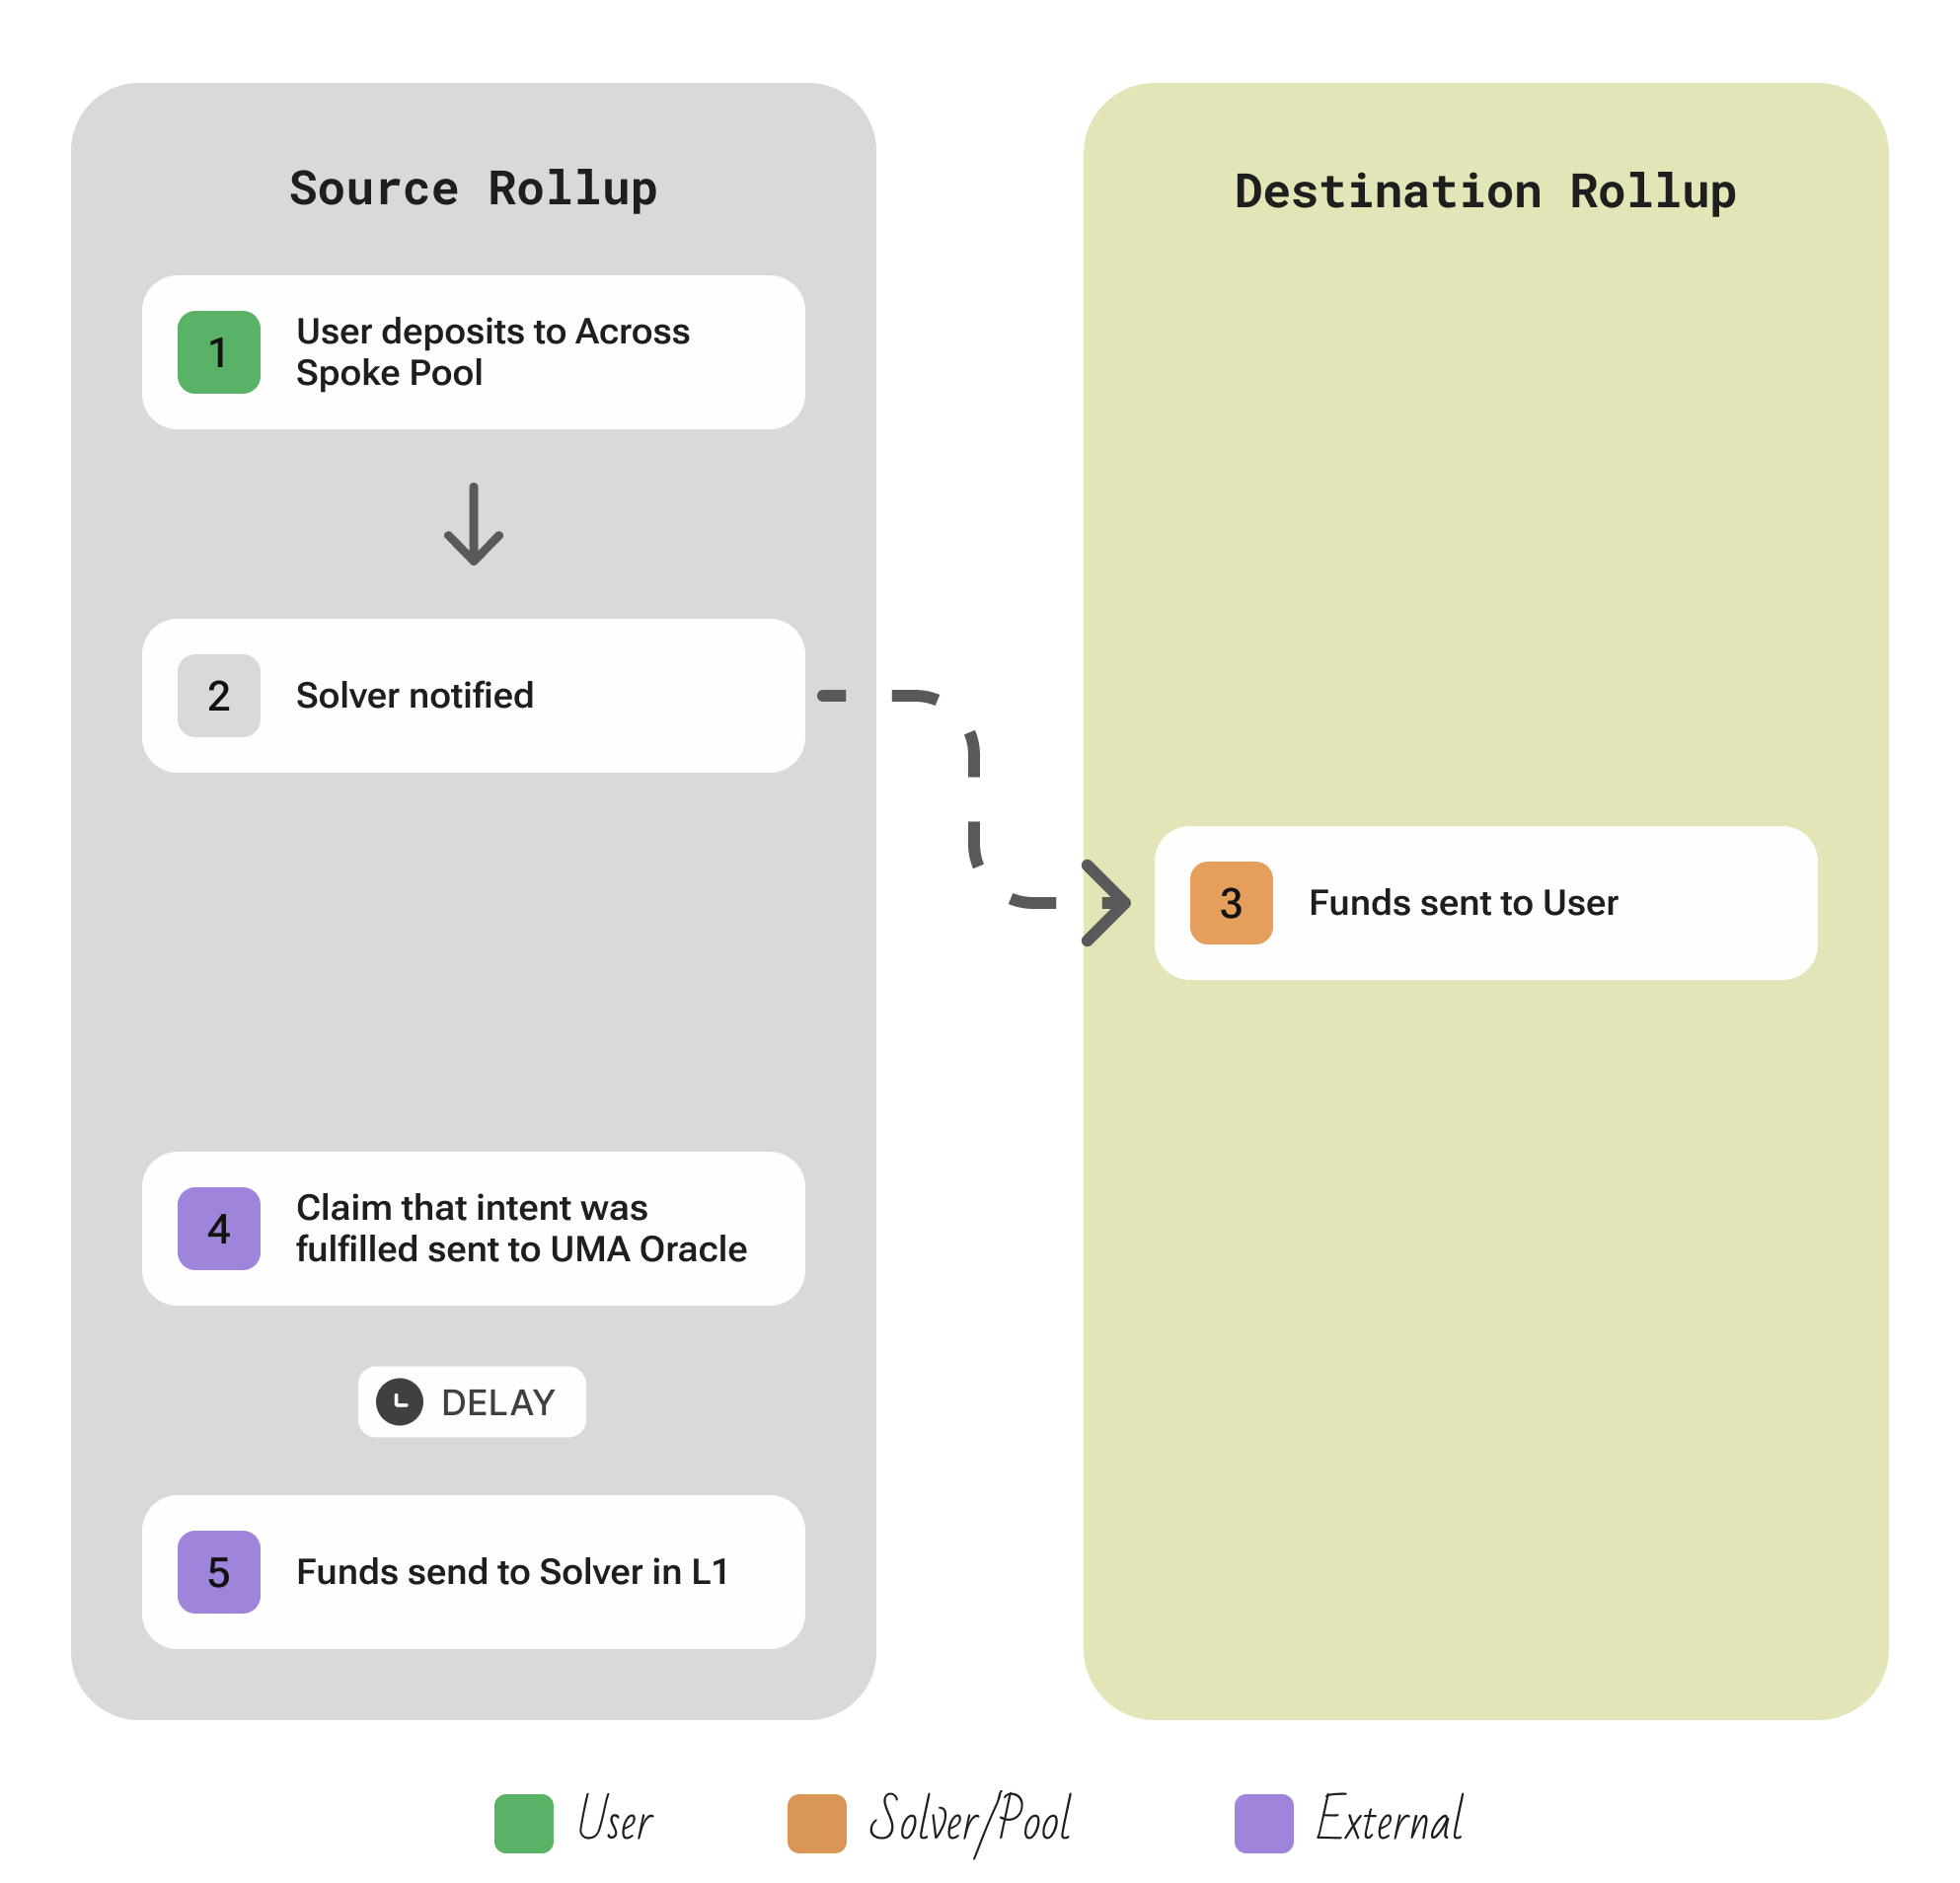 Source Rollup
1
User deposits to Across
Spoke Pool
2
Solver notified
Destination Rollup
3
Funds sent to User
4
Claim that intent was
fulfilled sent to UMA Oracle
DELAY
5
Funds send to Solver in L1
User
Solver/Pool
External